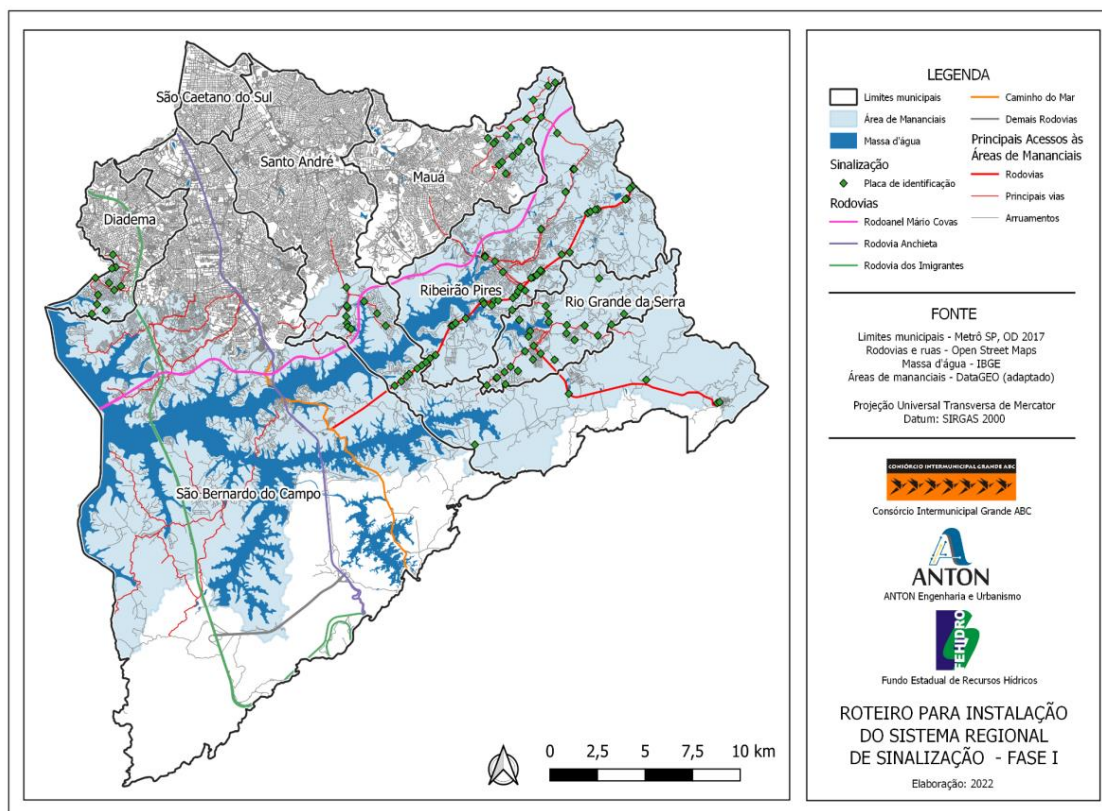 São Caetano do Sul
Santo André
Mauá
Diadema
Ribeirão Pires
Rio Grande da Serra
São Bernardo do Campo
0 2,5 5 7,5 10 km
LEGENDA
Limites municipais
Área de Mananciais
Massa d'água
Sinalização
Placa de identificação
Rodovias
Rodoanel Mário Covas
Rodovia Anchieta
Rodovia dos Imigrantes
Caminho do Mar
Demais Rodovias
Principais Acessos às
Áreas de Mananciais
Rodovias
Principais vias
Arruamentos
FONTE
Limites municipais - Metrô SP, OD 2017
Rodovias e ruas - Open Street Maps
Massa d'água - IBGE
Áreas de mananciais - DataGEO (adaptado)
Projeção Universal Transversa de Mercator
Datum: SIRGAS 2000
CONSÓRCIO INTERMUNICIPAL GRANDE ABC
Consórcio Intermunicipal Grande ABC
ANTON
ANTON Engenharia e Urbanismo
FEHIDRO
Fundo Estadual de Recursos Hídricos
ROTEIRO PARA INSTALAÇÃO
DO SISTEMA REGIONAL
DE SINALIZAÇÃO - FASE I
Elaboração: 2022